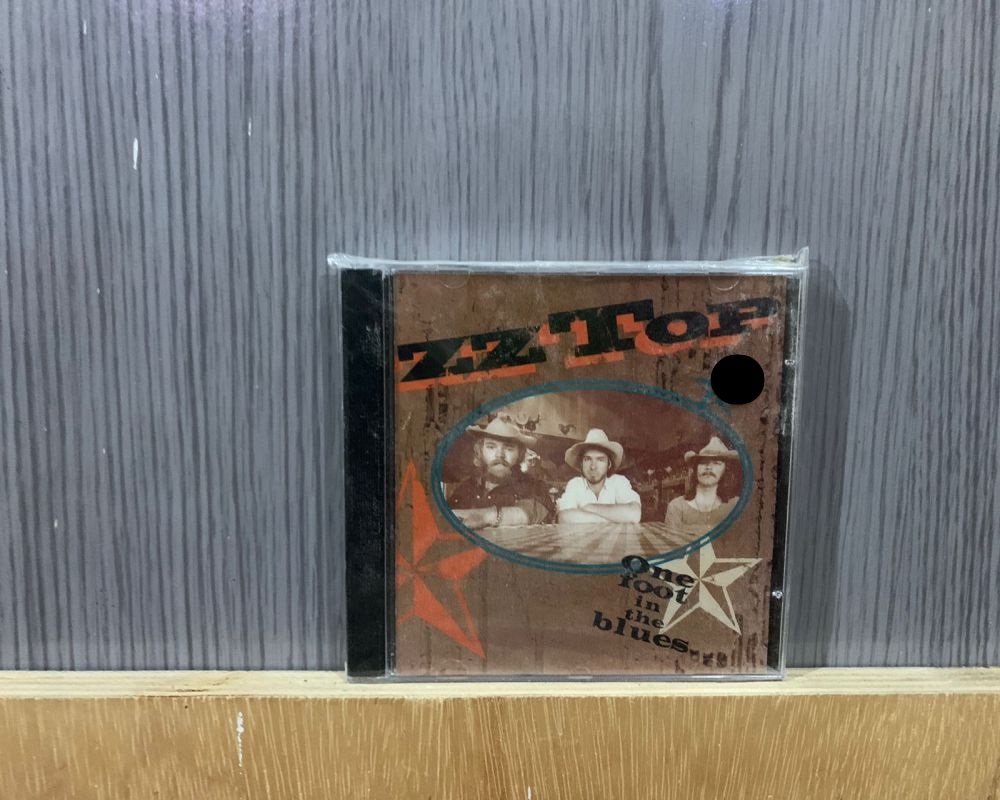 ZZ TOP
One
foot
in
the
blues